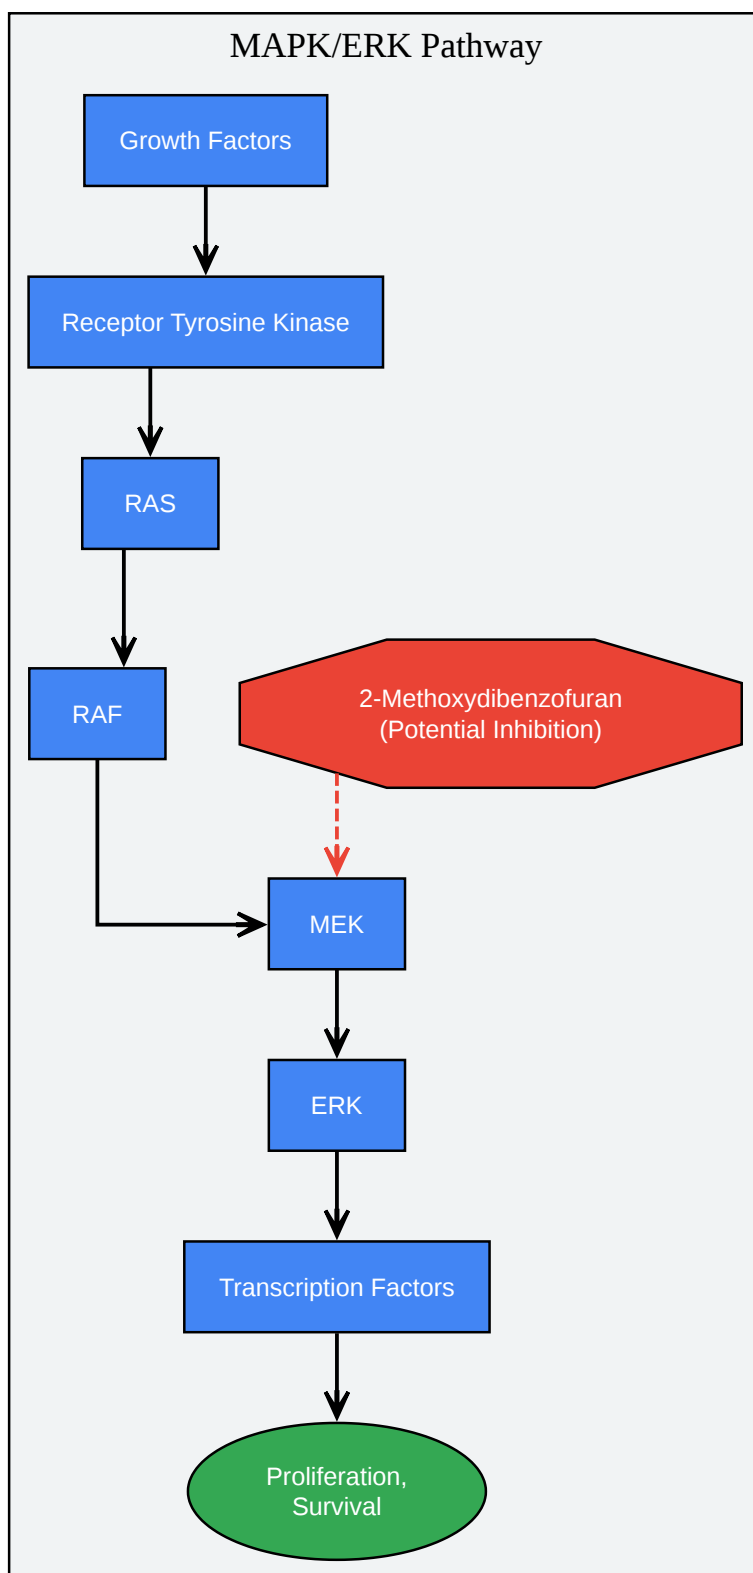 MAPK/ERK Pathway
Growth Factors
Receptor Tyrosine Kinase
RAS
RAF
2-Methoxydibenzofuran
(Potential Inhibition)
MEK
ERK
Transcription Factors
Proliferation,
Survival